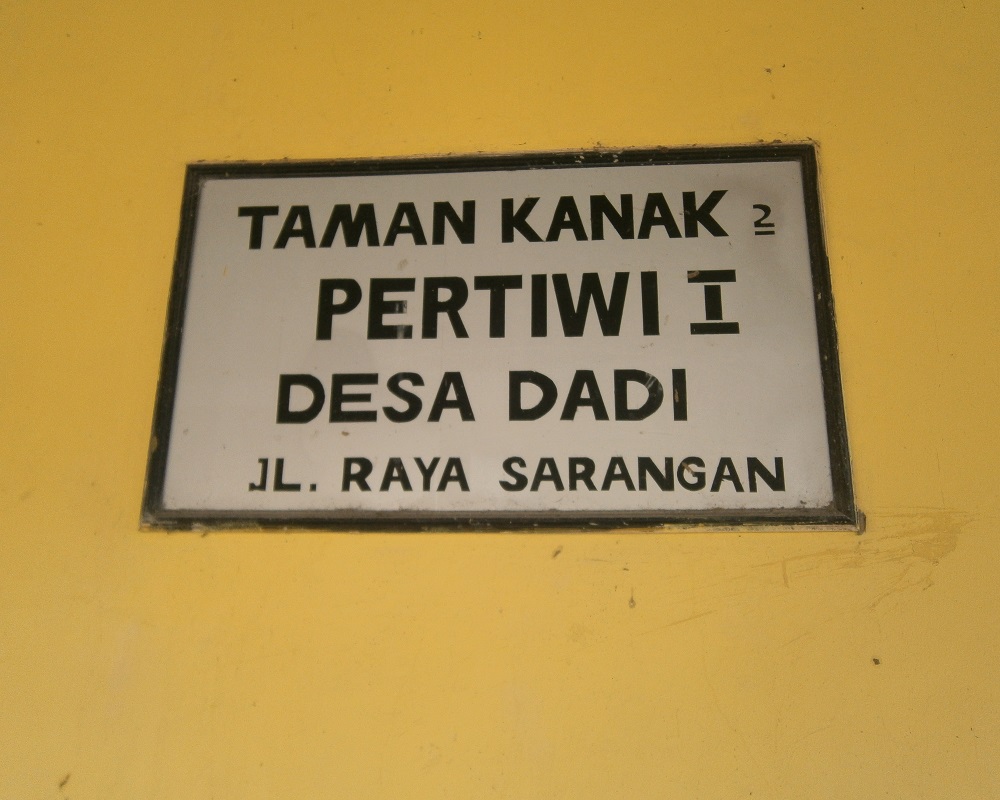 TAMAN KANAK 2
PERTIWI I
DESA DADI
JL. RAYA SARANGAN